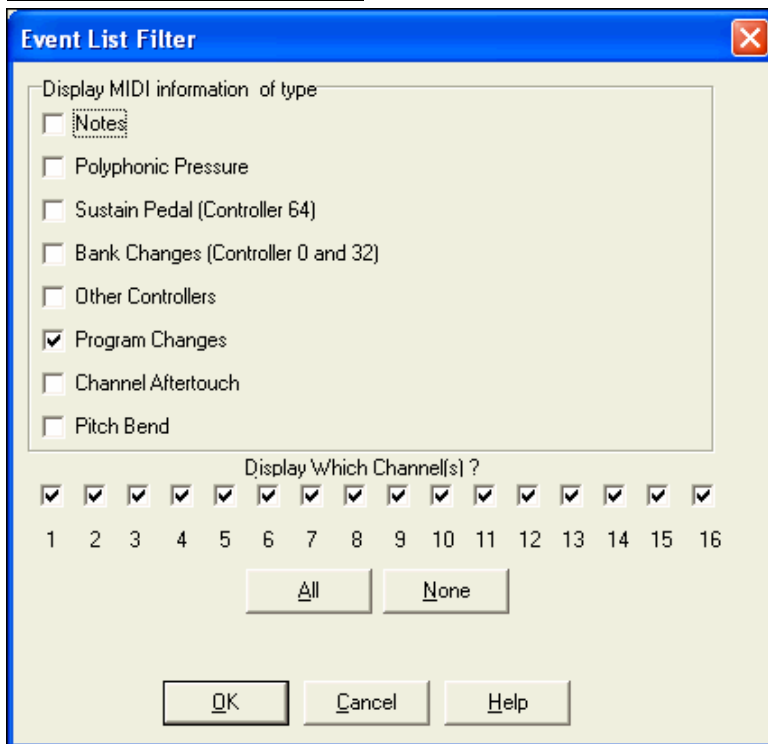 Event List Filter
Display MIDI information of type
Notes
Polyphonic Pressure
Sustain Pedal (Controller 64)
Bank Changes (Controller 0 and 32)
Other Controllers
Program Changes
Channel Aftertouch
Pitch Bend
Display Which Channel(s) ?
1 2 3 4 5 6 7 8 9 10 11 12 13 14 15 16
All None
OK Cancel Help